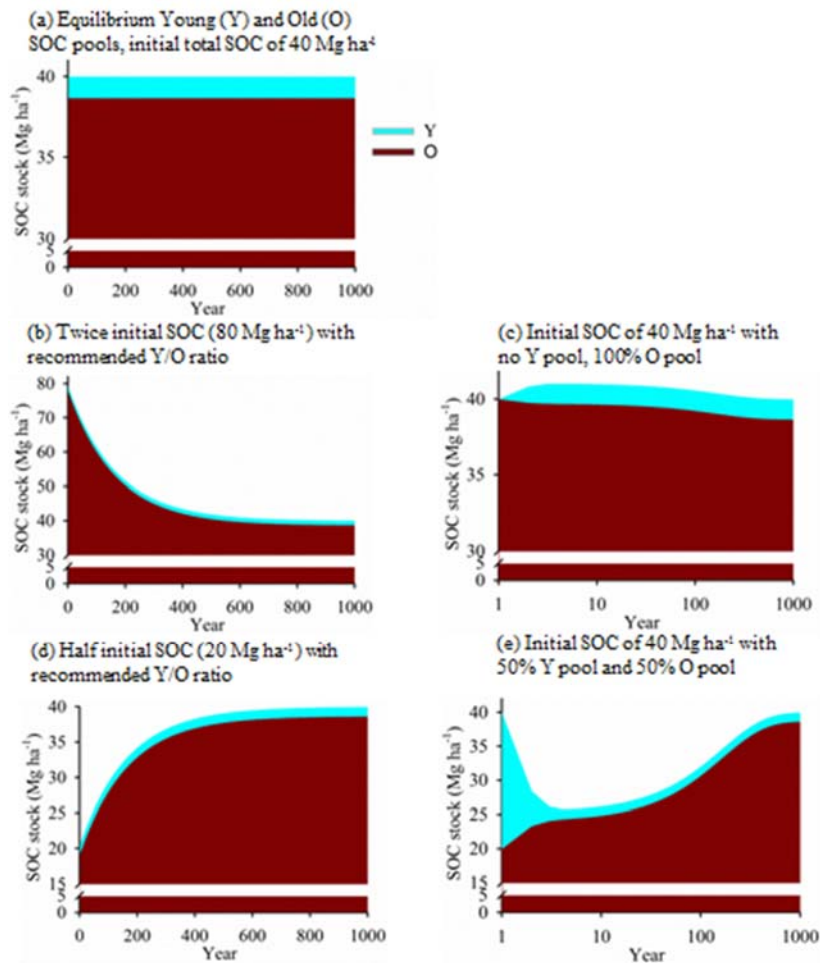 (a) Equilibrium Young (Y) and Old (O)
SOC pools, initial total SOC of 40 Mg ha⁻¹
SOC stock (Mg ha⁻¹)
40
35
30
5
0
0 200 400 600 800 1000
Year
Y
O
(b) Twice initial SOC (80 Mg ha⁻¹) with
recommended Y/O ratio
SOC stock (Mg ha⁻¹)
80
70
60
50
40
30
5
0
0 200 400 600 800 1000
Year
(c) Initial SOC of 40 Mg ha⁻¹ with
no Y pool, 100% O pool
SOC stock (Mg ha⁻¹)
40
35
30
5
0
1 10 100 1000
Year
(d) Half initial SOC (20 Mg ha⁻¹) with
recommended Y/O ratio
SOC stock (Mg ha⁻¹)
40
35
30
25
20
15
5
0
0 200 400 600 800 1000
Year
(e) Initial SOC of 40 Mg ha⁻¹ with
50% Y pool and 50% O pool
SOC stock (Mg ha⁻¹)
40
35
30
25
20
15
5
0
1 10 100 1000
Year